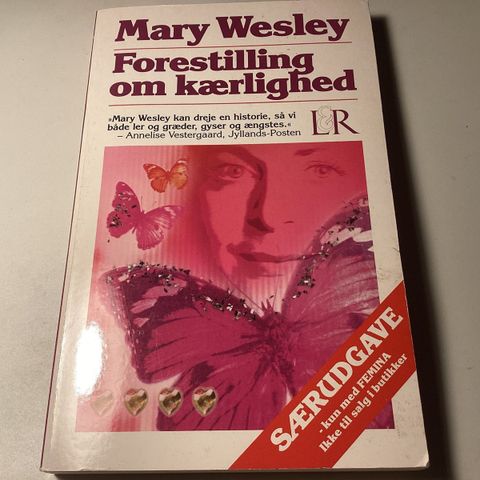 Mary Wesley
Forestilling
om kærlighed
»Mary Wesley kan dreje en historie, så vi
både ler og græder, gyser og ængstes.«
– Annelise Vestergaard, Jyllands-Posten
L&R
SÆRUDGAVE
- kun med FEMINA
Ikke til salg i butikker